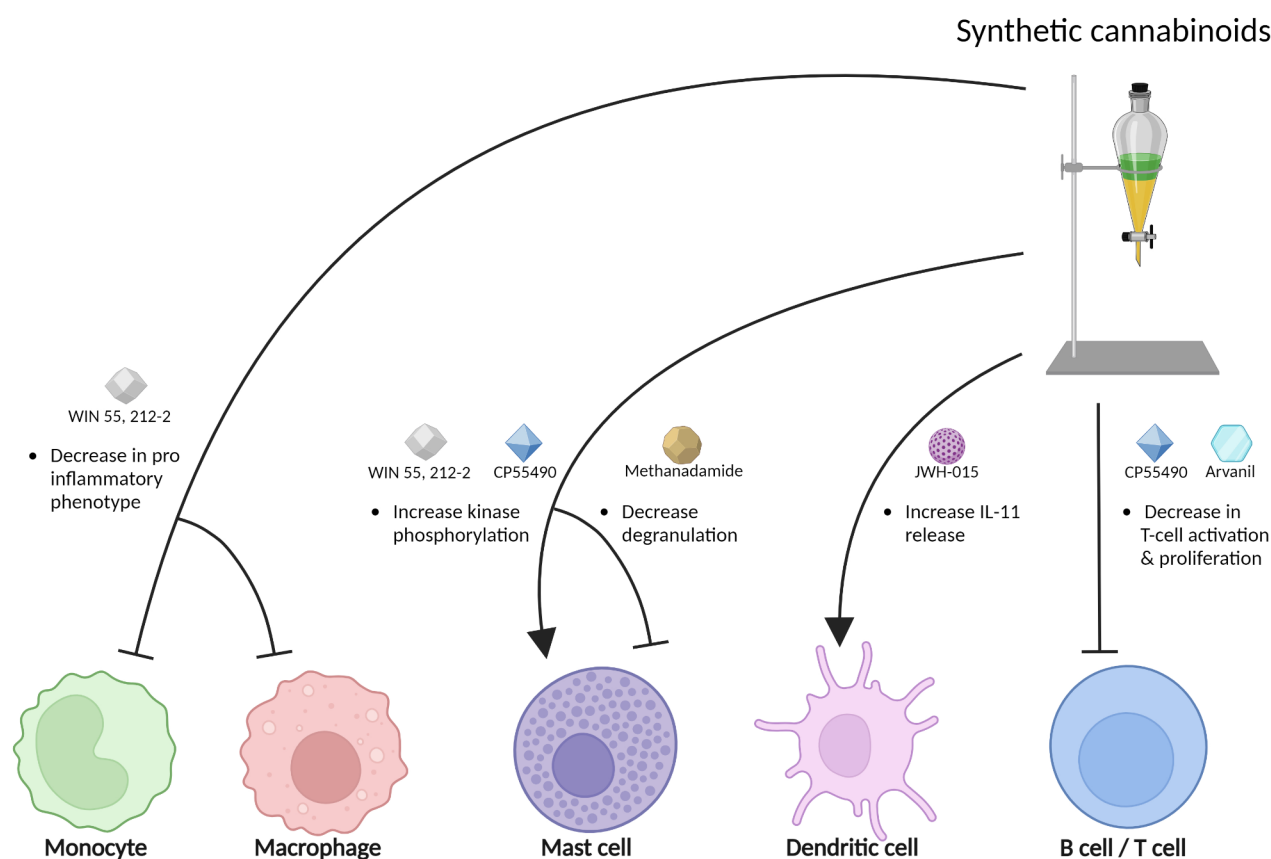 Synthetic cannabinoids
WIN 55, 212-2
• Decrease in pro
inflammatory
phenotype
WIN 55, 212-2
CP55490
• Increase kinase
phosphorylation
Methanadamide
• Decrease
degranulation
JWH-015
• Increase IL-11
release
CP55490
Arvanil
• Decrease in
T-cell activation
& proliferation
Monocyte
Macrophage
Mast cell
Dendritic cell
B cell / T cell